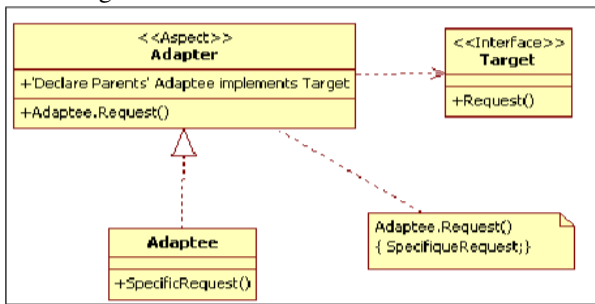 <<Aspect>>
Adapter
+'Declare Parents' Adaptee implements Target
+Adaptee.Request()
<<Interface>>
Target
+Request()
Adaptee
+SpecificRequest()
Adaptee.Request()
{ SpecifiqueRequest;}